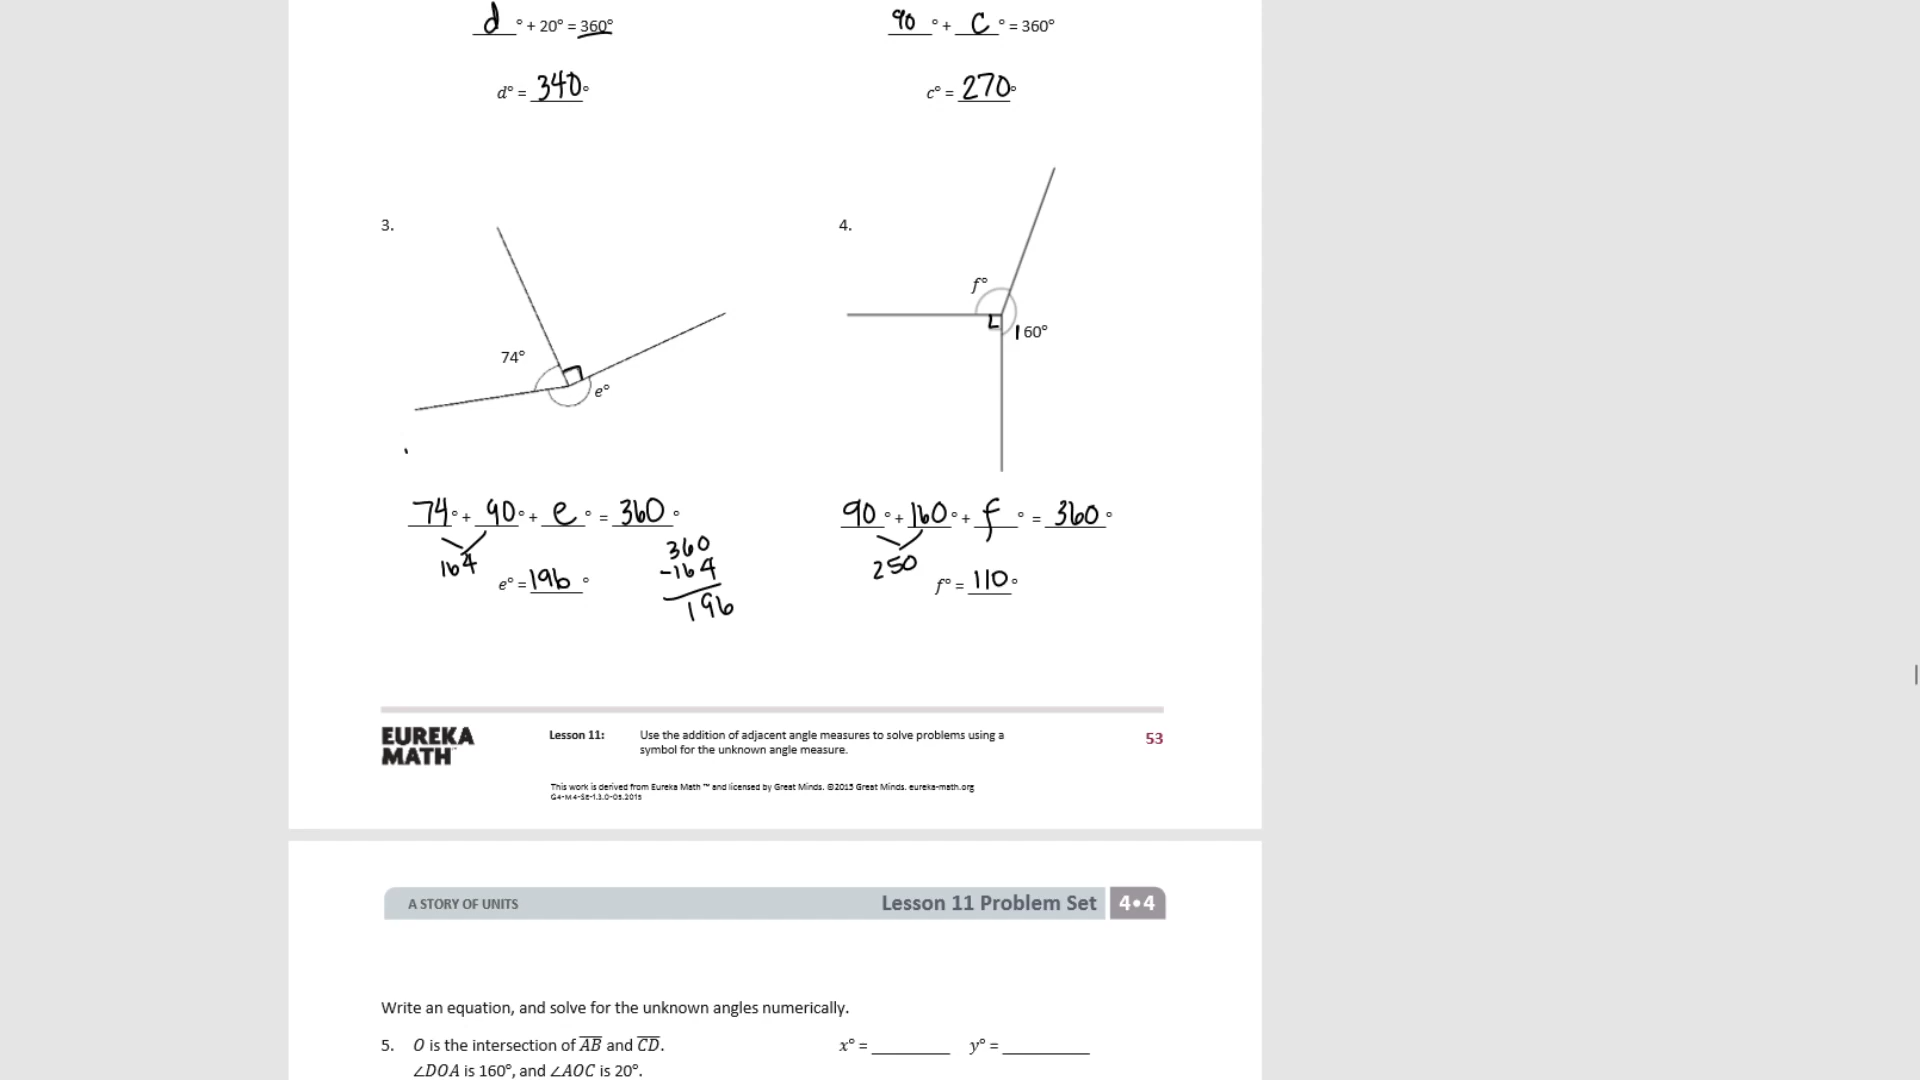 d ° + 20° = 360°
90 ° + c ° = 360°
d° = 340°
c° = 270°
3.
4.
f°
160°
74°
e°
74° + 90° + e° = 360°
90° + 160° + f° = 360°
164
360
-164
196
250
e° = 196°
f° = 110°
EUREKA
MATH™
Lesson 11:
Use the addition of adjacent angle measures to solve problems using a
symbol for the unknown angle measure.
53
This work is derived from Eureka Math ™ and licensed by Great Minds. ©2015 Great Minds. eureka-math.org
G4-M4-SE-1.3.0-05.2015
A STORY OF UNITS
Lesson 11 Problem Set 4•4
Write an equation, and solve for the unknown angles numerically.
5. O is the intersection of AB and CD.
x° = ________ y° = ________
∠DOA is 160°, and ∠AOC is 20°.